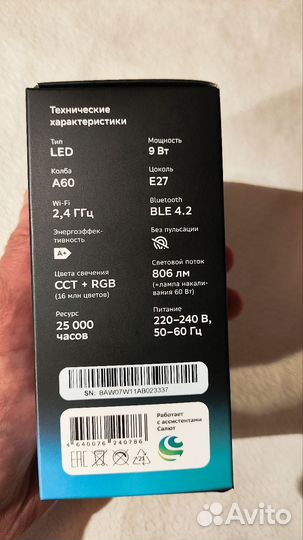 Технические
характеристики
Тип
LED
Мощность
9 Вт
Колба
A60
Цоколь
E27
Wi-Fi
2,4 ГГц
Bluetooth
BLE 4.2
Энергоэффек-
тивность
A+
Без пульсации
Цвета свечения
CCT + RGB
(16 млн цветов)
Световой поток
806 лм
(=лампа накали-
вания 60 Вт)
Ресурс
25 000
часов
Питание
220–240 В,
50–60 Гц
SN: BAW07W11AB023337
4 640076 240786
EAC
Работает
с ассистентами
Салют
Avito